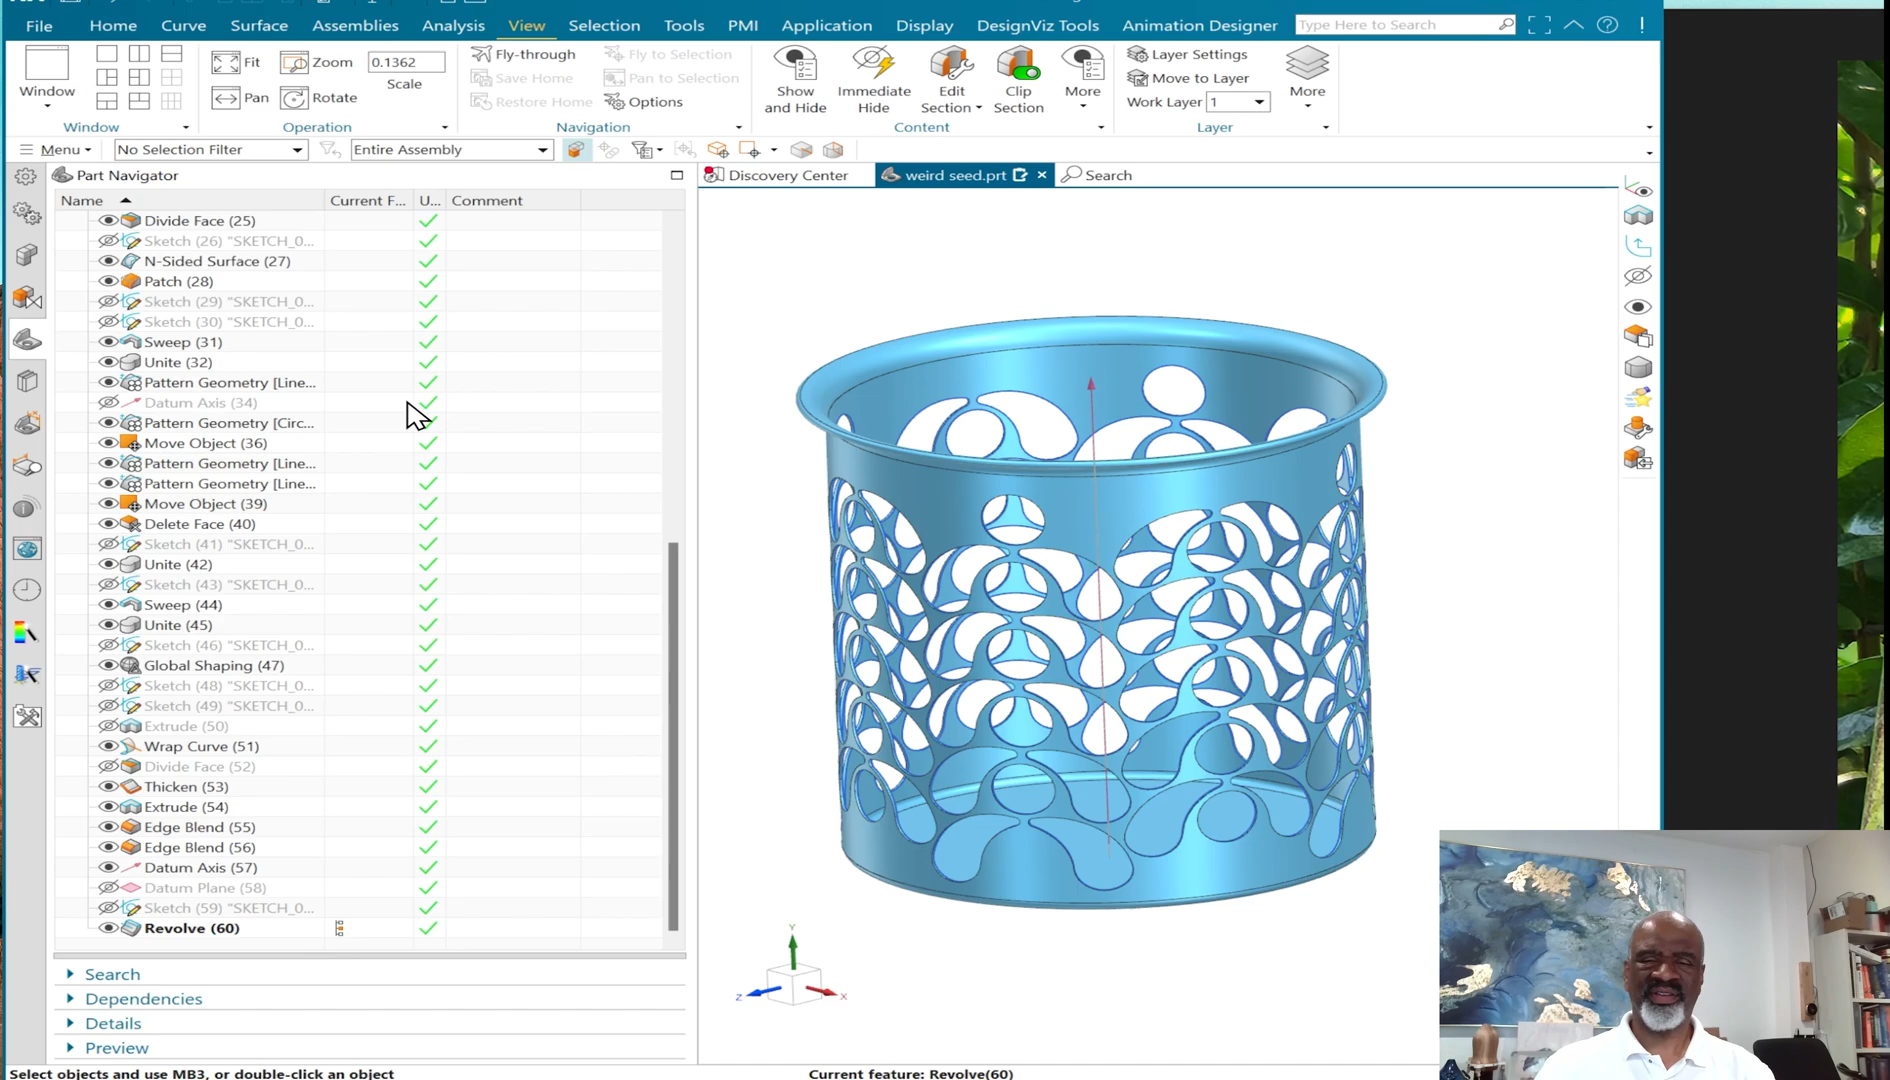 File Home Curve Surface Assemblies Analysis View Selection Tools PMI Application Display DesignViz Tools Animation Designer Type Here to Search
Window Fit Zoom 0.1362 Fly-through Fly to Selection Show and Hide Immediate Hide Edit Section Clip Section More Layer Settings More
Pan Rotate Scale Save Home Pan to Selection Move to Layer
Restore Home Options Work Layer 1
Window Operation Navigation Content Layer
Menu No Selection Filter Entire Assembly
Part Navigator
Discovery Center weird seed.prt Search
Name Current F... U... Comment
Divide Face (25)
Sketch (26) "SKETCH_0...
N-Sided Surface (27)
Patch (28)
Sketch (29) "SKETCH_0...
Sketch (30) "SKETCH_0...
Sweep (31)
Unite (32)
Pattern Geometry [Line...
Datum Axis (34)
Pattern Geometry [Circ...
Move Object (36)
Pattern Geometry [Line...
Pattern Geometry [Line...
Move Object (39)
Delete Face (40)
Sketch (41) "SKETCH_0...
Unite (42)
Sketch (43) "SKETCH_0...
Sweep (44)
Unite (45)
Sketch (46) "SKETCH_0...
Global Shaping (47)
Sketch (48) "SKETCH_0...
Sketch (49) "SKETCH_0...
Extrude (50)
Wrap Curve (51)
Divide Face (52)
Thicken (53)
Extrude (54)
Edge Blend (55)
Edge Blend (56)
Datum Axis (57)
Datum Plane (58)
Sketch (59) "SKETCH_0...
Revolve (60)
Search
Dependencies
Details
Preview
Y
Z
X
Select objects and use MB3, or double-click an object
Current feature: Revolve(60)